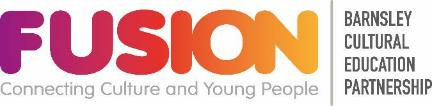 FUSION
Connecting Culture and Young People
BARNSLEY
CULTURAL
EDUCATION
PARTNERSHIP